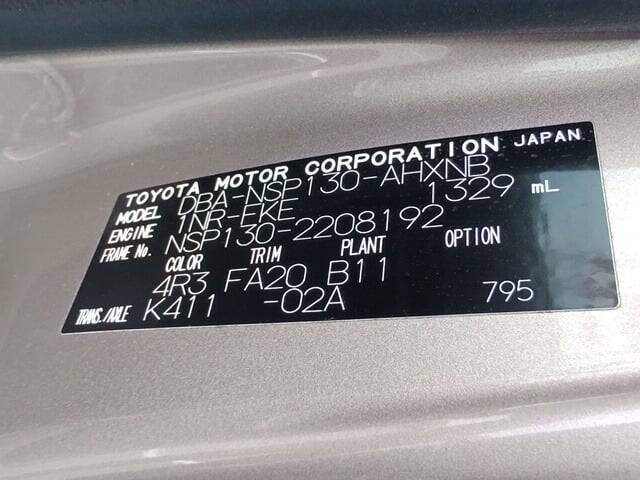 TOYOTA MOTOR CORPORATION JAPAN
MODEL DBA-NSP130-AHXNB
ENGINE 1NR-FKE 1329 mL
FRAME No. NSP130-2208192
COLOR TRIM PLANT OPTION
4R3 FA20 B11
TRANS./AXLE K411 -02A 795